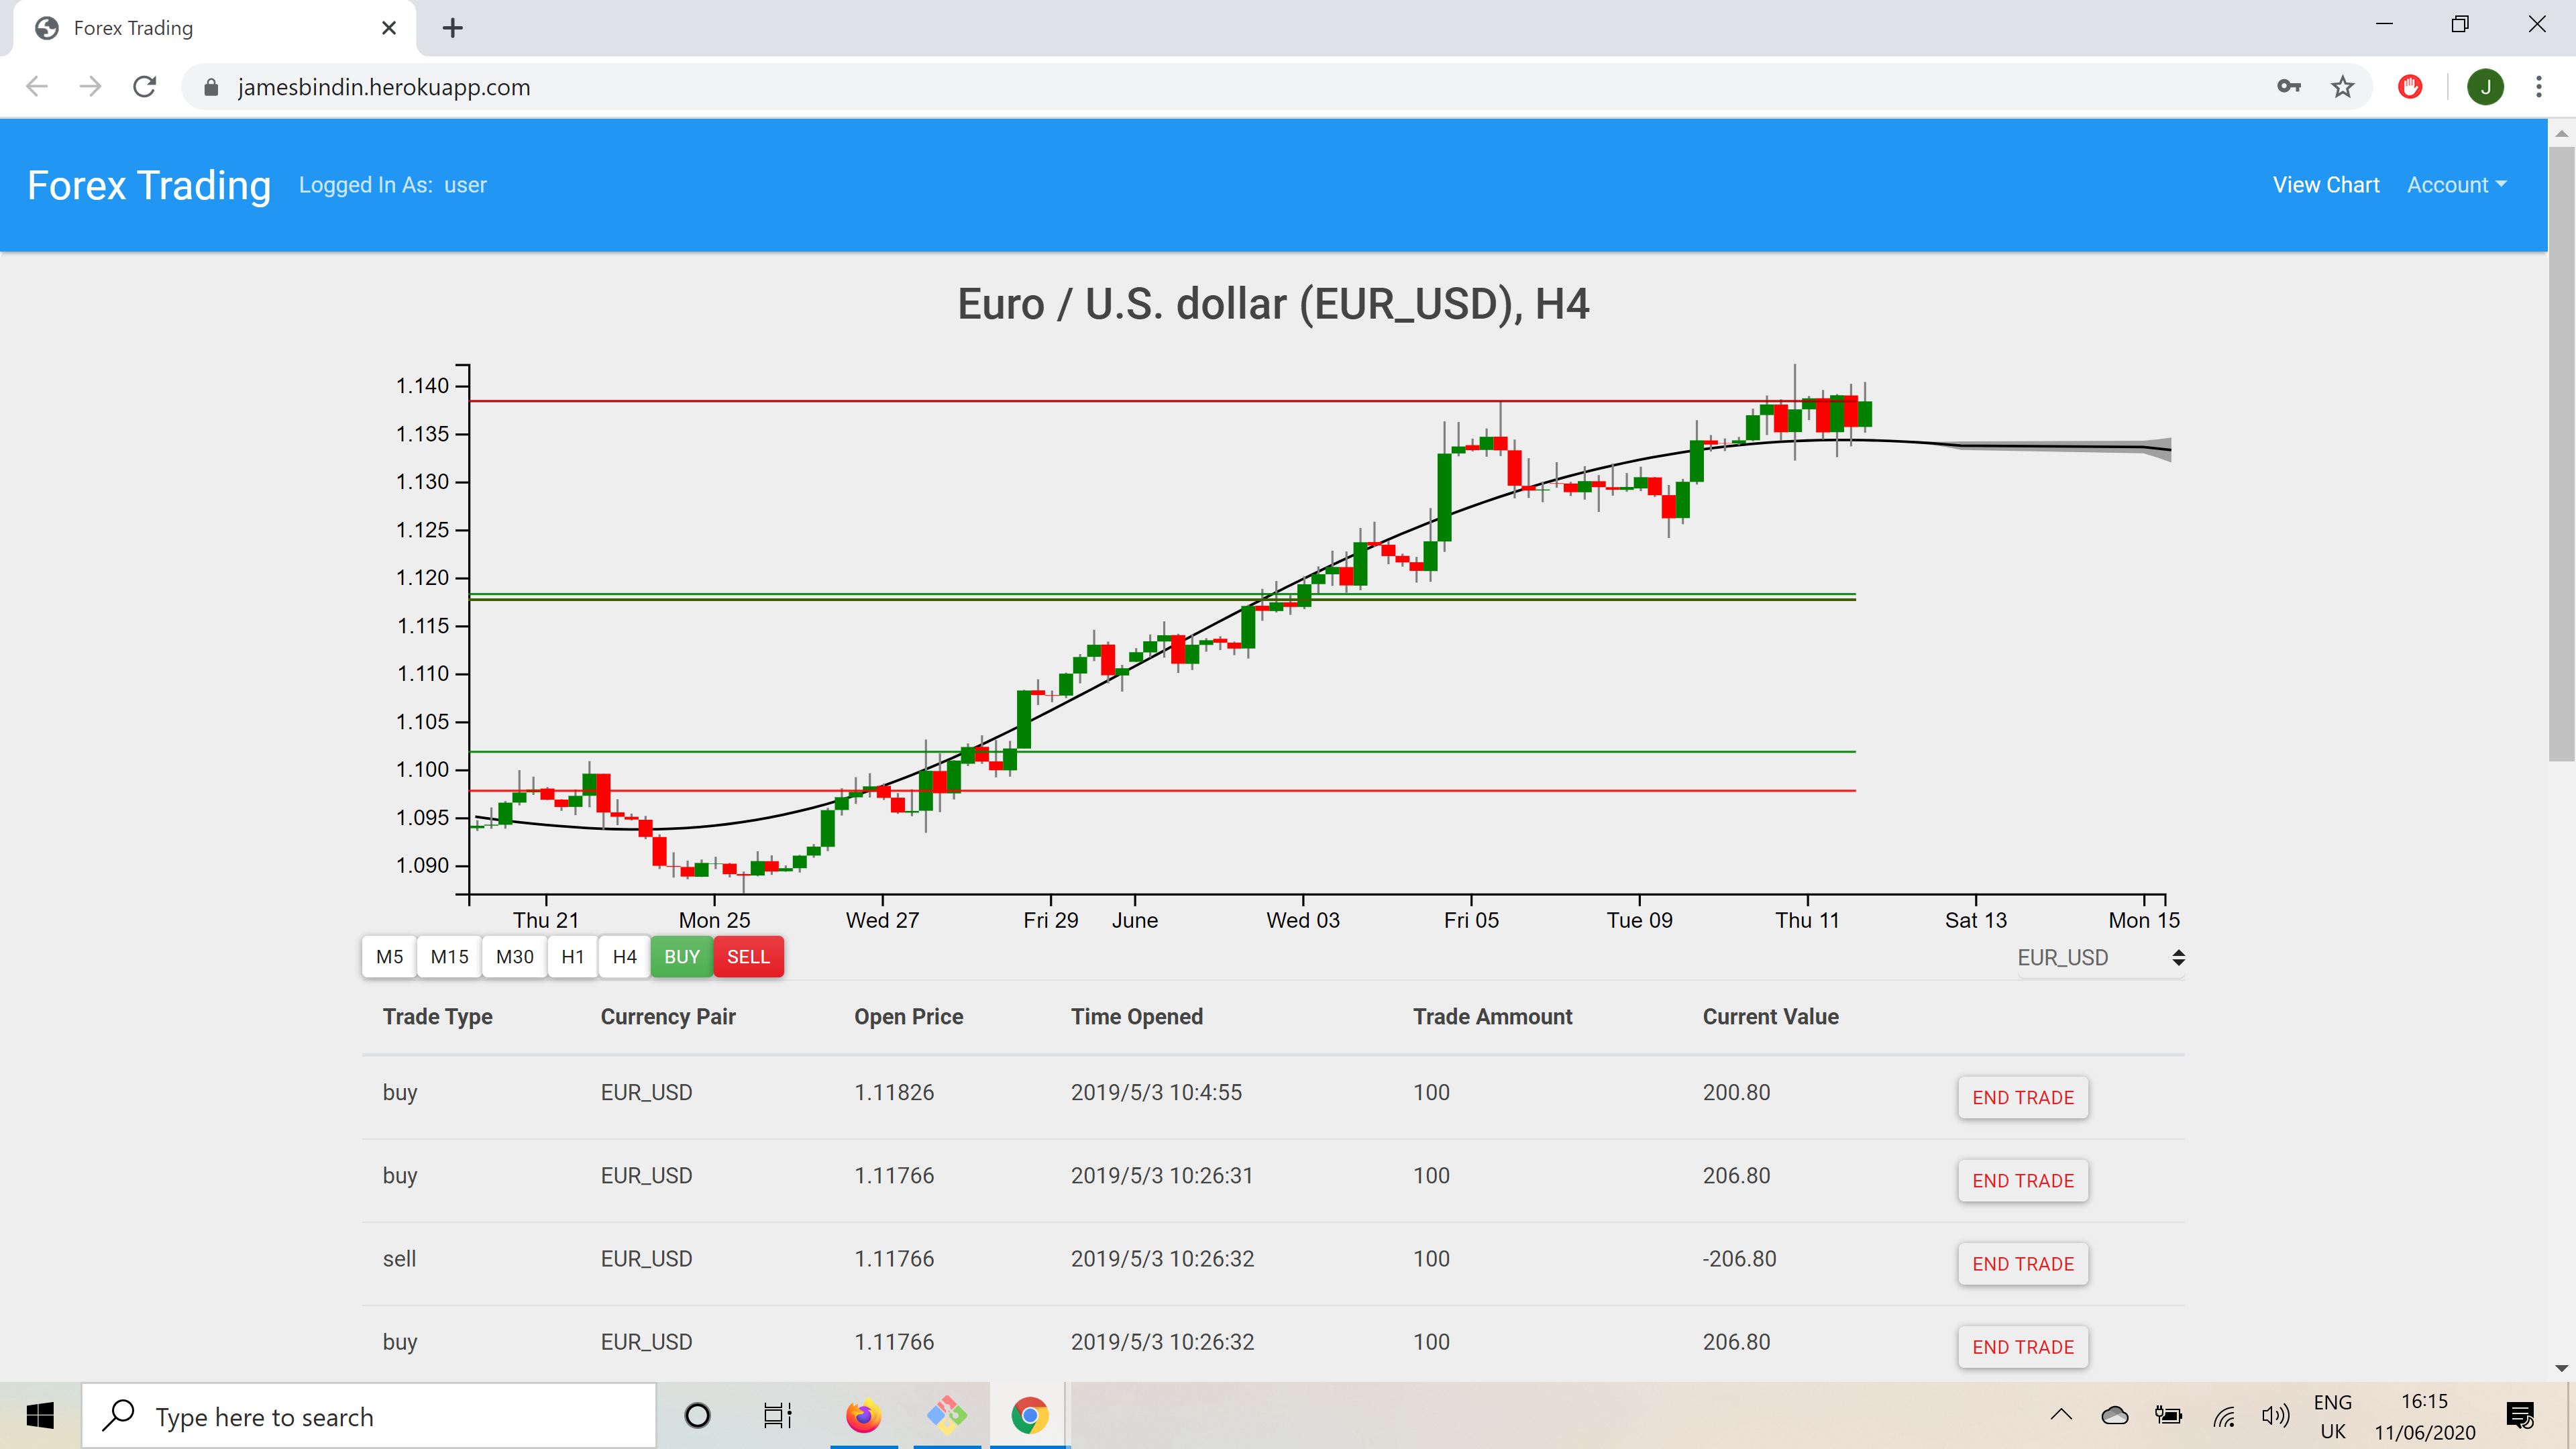 Forex Trading
jamesbindin.herokuapp.com
J
Forex Trading Logged In As: user View Chart Account
Euro / U.S. dollar (EUR_USD), H4
1.140
1.135
1.130
1.125
1.120
1.115
1.110
1.105
1.100
1.095
1.090
Thu 21 Mon 25 Wed 27 Fri 29 June Wed 03 Fri 05 Tue 09 Thu 11 Sat 13 Mon 15
M5 M15 M30 H1 H4 BUY SELL EUR_USD
Trade Type Currency Pair Open Price Time Opened Trade Ammount Current Value
buy EUR_USD 1.11826 2019/5/3 10:4:55 100 200.80 END TRADE
buy EUR_USD 1.11766 2019/5/3 10:26:31 100 206.80 END TRADE
sell EUR_USD 1.11766 2019/5/3 10:26:32 100 -206.80 END TRADE
buy EUR_USD 1.11766 2019/5/3 10:26:32 100 206.80 END TRADE
Type here to search
ENG 16:15
UK 11/06/2020